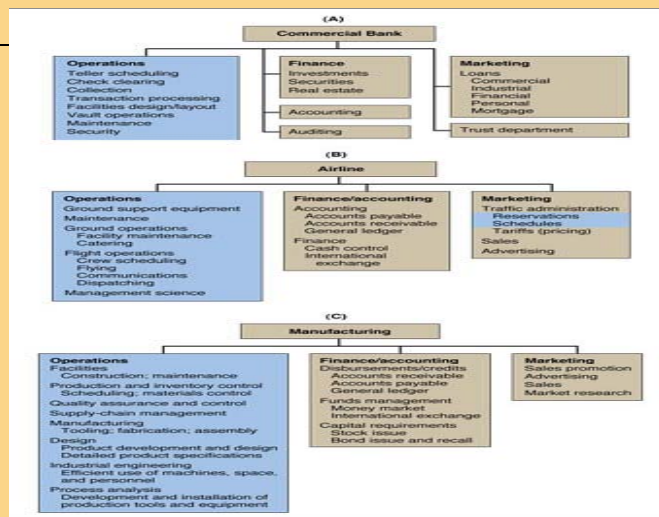 (A)
Commercial Bank
Operations
Teller scheduling
Check clearing
Collection
Transaction processing
Facilities design/layout
Vault operations
Maintenance
Security
Finance
Investments
Securities
Real estate
Accounting
Auditing
Marketing
Loans
Commercial
Industrial
Financial
Personal
Mortgage
Trust department
(B)
Airline
Operations
Ground support equipment
Maintenance
Ground operations
Facility maintenance
Catering
Flight operations
Crew scheduling
Flying
Communications
Dispatching
Management science
Finance/accounting
Accounting
Accounts payable
Accounts receivable
General ledger
Finance
Cash control
International
exchange
Marketing
Traffic administration
Reservations
Schedules
Tariffs (pricing)
Sales
Advertising
(C)
Manufacturing
Operations
Facilities
Construction; maintenance
Production and inventory control
Scheduling; materials control
Quality assurance and control
Supply-chain management
Manufacturing
Tooling; fabrication; assembly
Design
Product development and design
Detailed product specifications
Industrial engineering
Efficient use of machines, space,
and personnel
Process analysis
Development and installation of
production tools and equipment
Finance/accounting
Disbursements/credits
Accounts receivable
Accounts payable
General ledger
Funds management
Money market
International exchange
Capital requirements
Stock issue
Bond issue and recall
Marketing
Sales promotion
Advertising
Sales
Market research